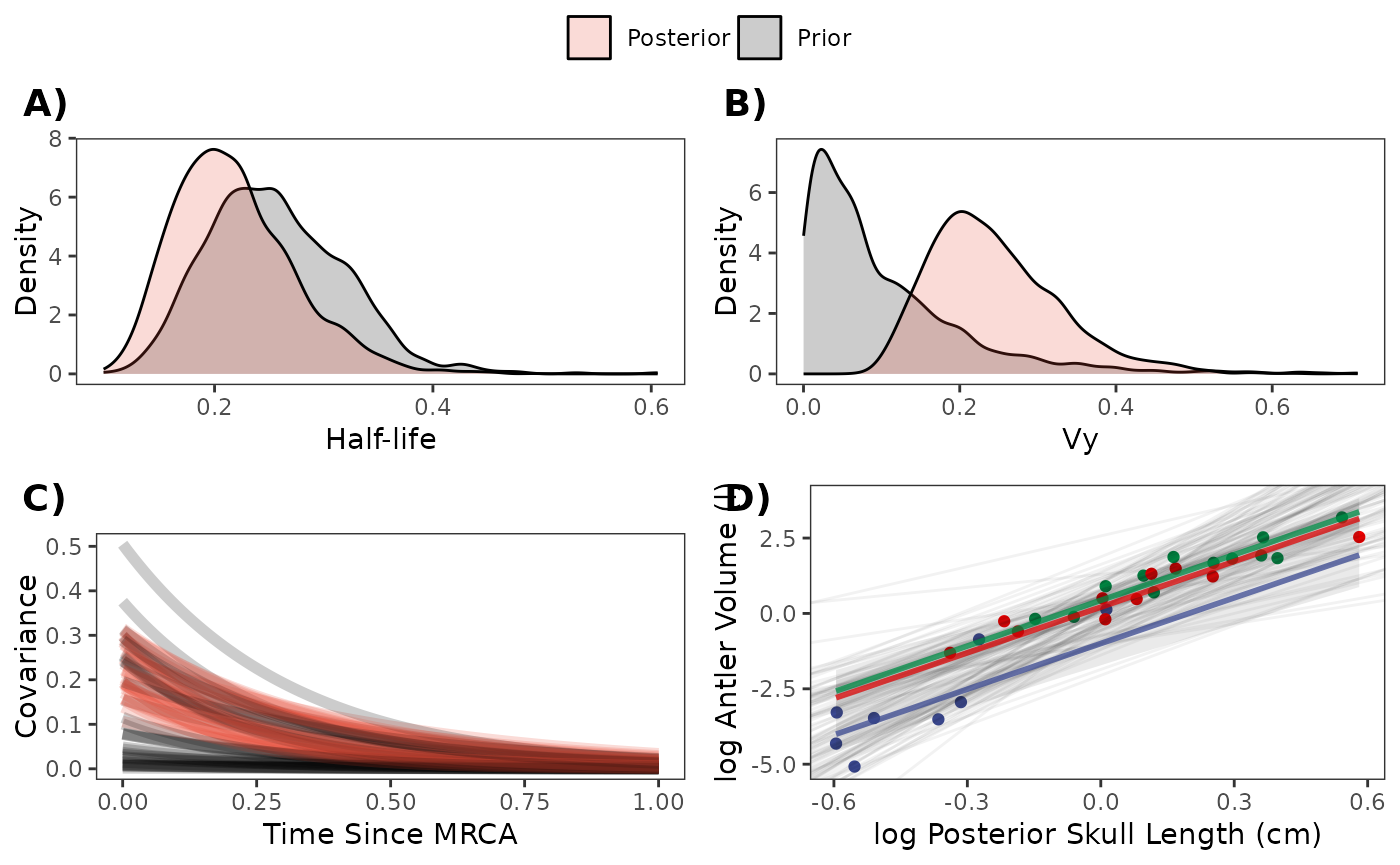 Posterior Prior
A)
8
6
4
2
0
Density
0.2 0.4 0.6
Half-life
B)
6
4
2
0
Density
0.0 0.2 0.4 0.6
Vy
C)
0.5
0.4
0.3
0.2
0.1
0.0
Covariance
0.00 0.25 0.50 0.75 1.00
Time Since MRCA
D)
2.5
0.0
-2.5
-5.0
log Antler Volume (l)
-0.6 -0.3 0.0 0.3 0.6
log Posterior Skull Length (cm)